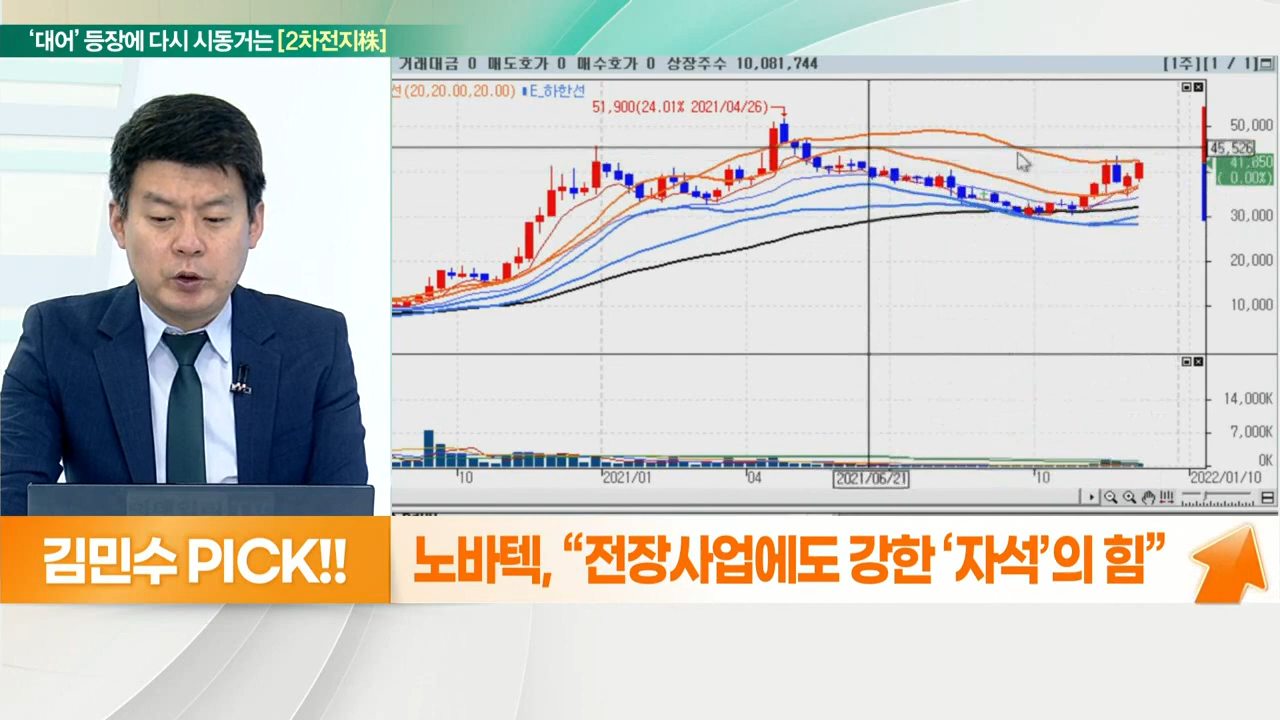 ‘대어’ 등장에 다시 시동거는 [2차전지株]
거래대금 0 매도호가 0 매수호가 0 상장주수 10,081,744
[1주][1 / 1]
선(20,20.00,20.00) E_하한선
51,900(24.01% 2021/04/26)
50,000
45,526
41,850
( 0.00%)
30,000
20,000
10,000
14,000K
7,000K
0K
10
2021/01
04
2021/06/21
10
2022/01/10
김민수 PICK!!
노바텍, “전장사업에도 강한 ‘자석’의 힘”